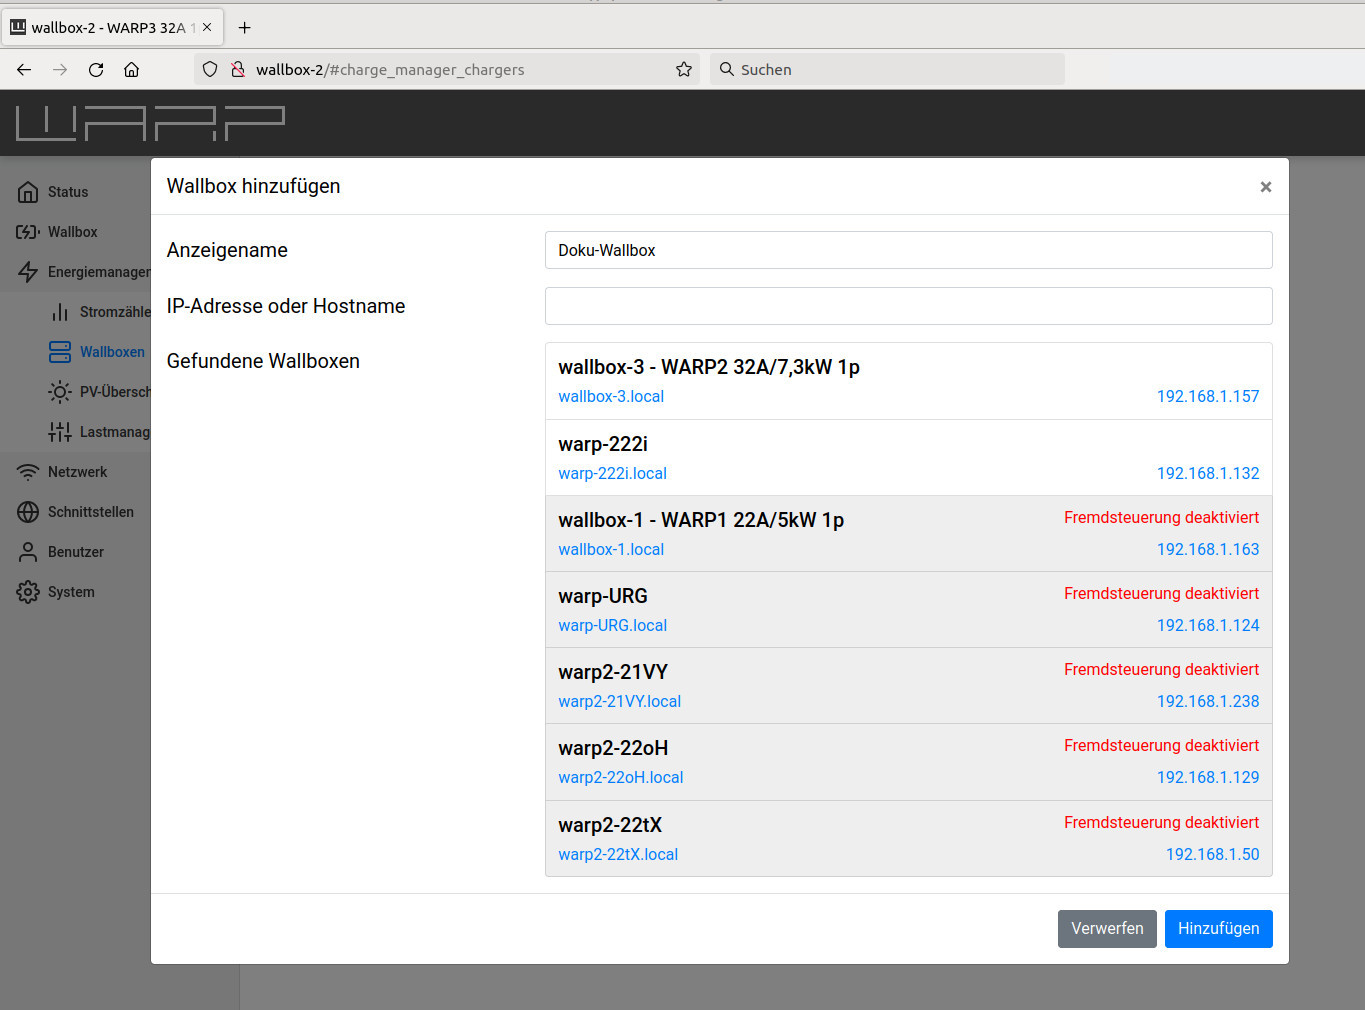 wallbox-2 - WARP3 32A 1
wallbox-2/#charge_manager_chargers
Suchen
WARP
Wallbox hinzufügen
Status
Wallbox
Energiemanager
Stromzähle
Wallboxen
PV-Übersch
Lastmanag
Netzwerk
Schnittstellen
Benutzer
System
Anzeigename
Doku-Wallbox
IP-Adresse oder Hostname
Gefundene Wallboxen
wallbox-3 - WARP2 32A/7,3kW 1p
wallbox-3.local 192.168.1.157
warp-222i
warp-222i.local 192.168.1.132
wallbox-1 - WARP1 22A/5kW 1p Fremdsteuerung deaktiviert
wallbox-1.local 192.168.1.163
warp-URG Fremdsteuerung deaktiviert
warp-URG.local 192.168.1.124
warp2-21VY Fremdsteuerung deaktiviert
warp2-21VY.local 192.168.1.238
warp2-22oH Fremdsteuerung deaktiviert
warp2-22oH.local 192.168.1.129
warp2-22tX Fremdsteuerung deaktiviert
warp2-22tX.local 192.168.1.50
Verwerfen Hinzufügen